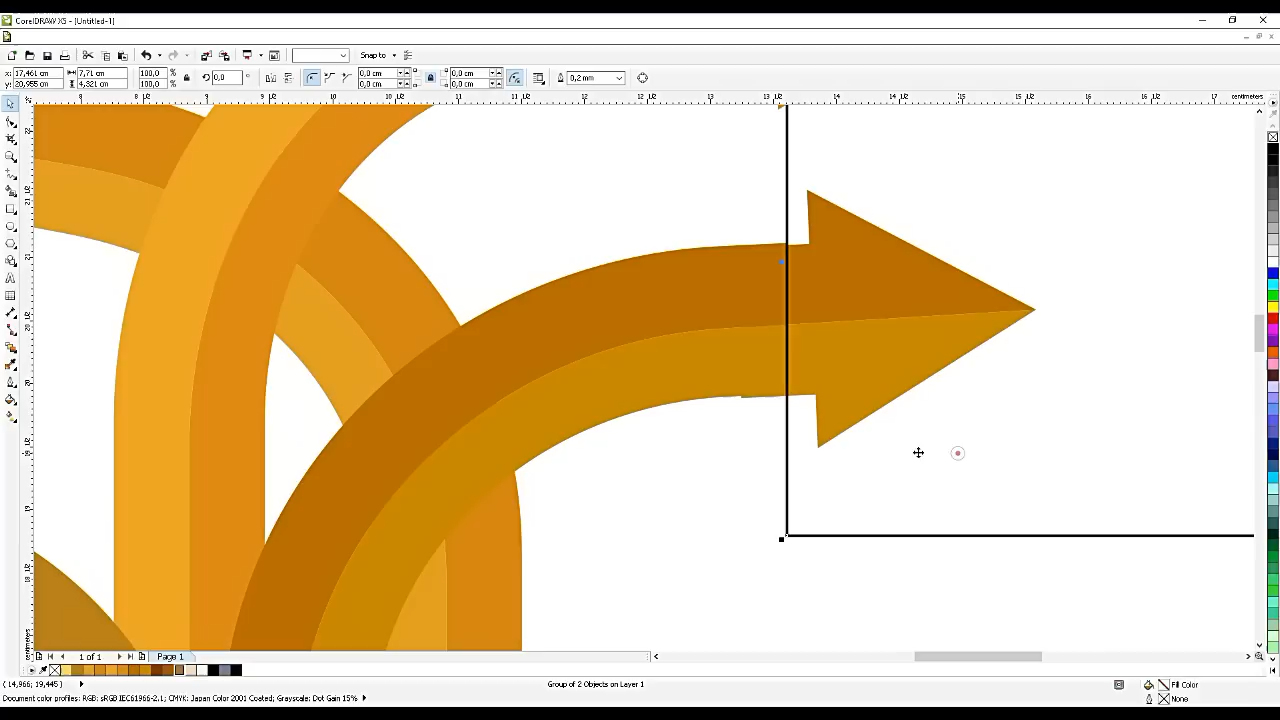 CorelDRAW X5 - [Untitled-1]
Snap to
x: 17,461 cm 7,71 cm 100,0 % 0,0 0,0 cm 0,0 cm 0,2 mm
y: 20,955 cm 4,321 cm 100,0 % 0,0 cm 0,0 cm
centimeters
1 of 1 Page 1
( 14,966; 19,445 ) Group of 2 Objects on Layer 1 Fill Color
Document color profiles: RGB: sRGB IEC61966-2.1; CMYK: Japan Color 2001 Coated; Grayscale: Dot Gain 15% None